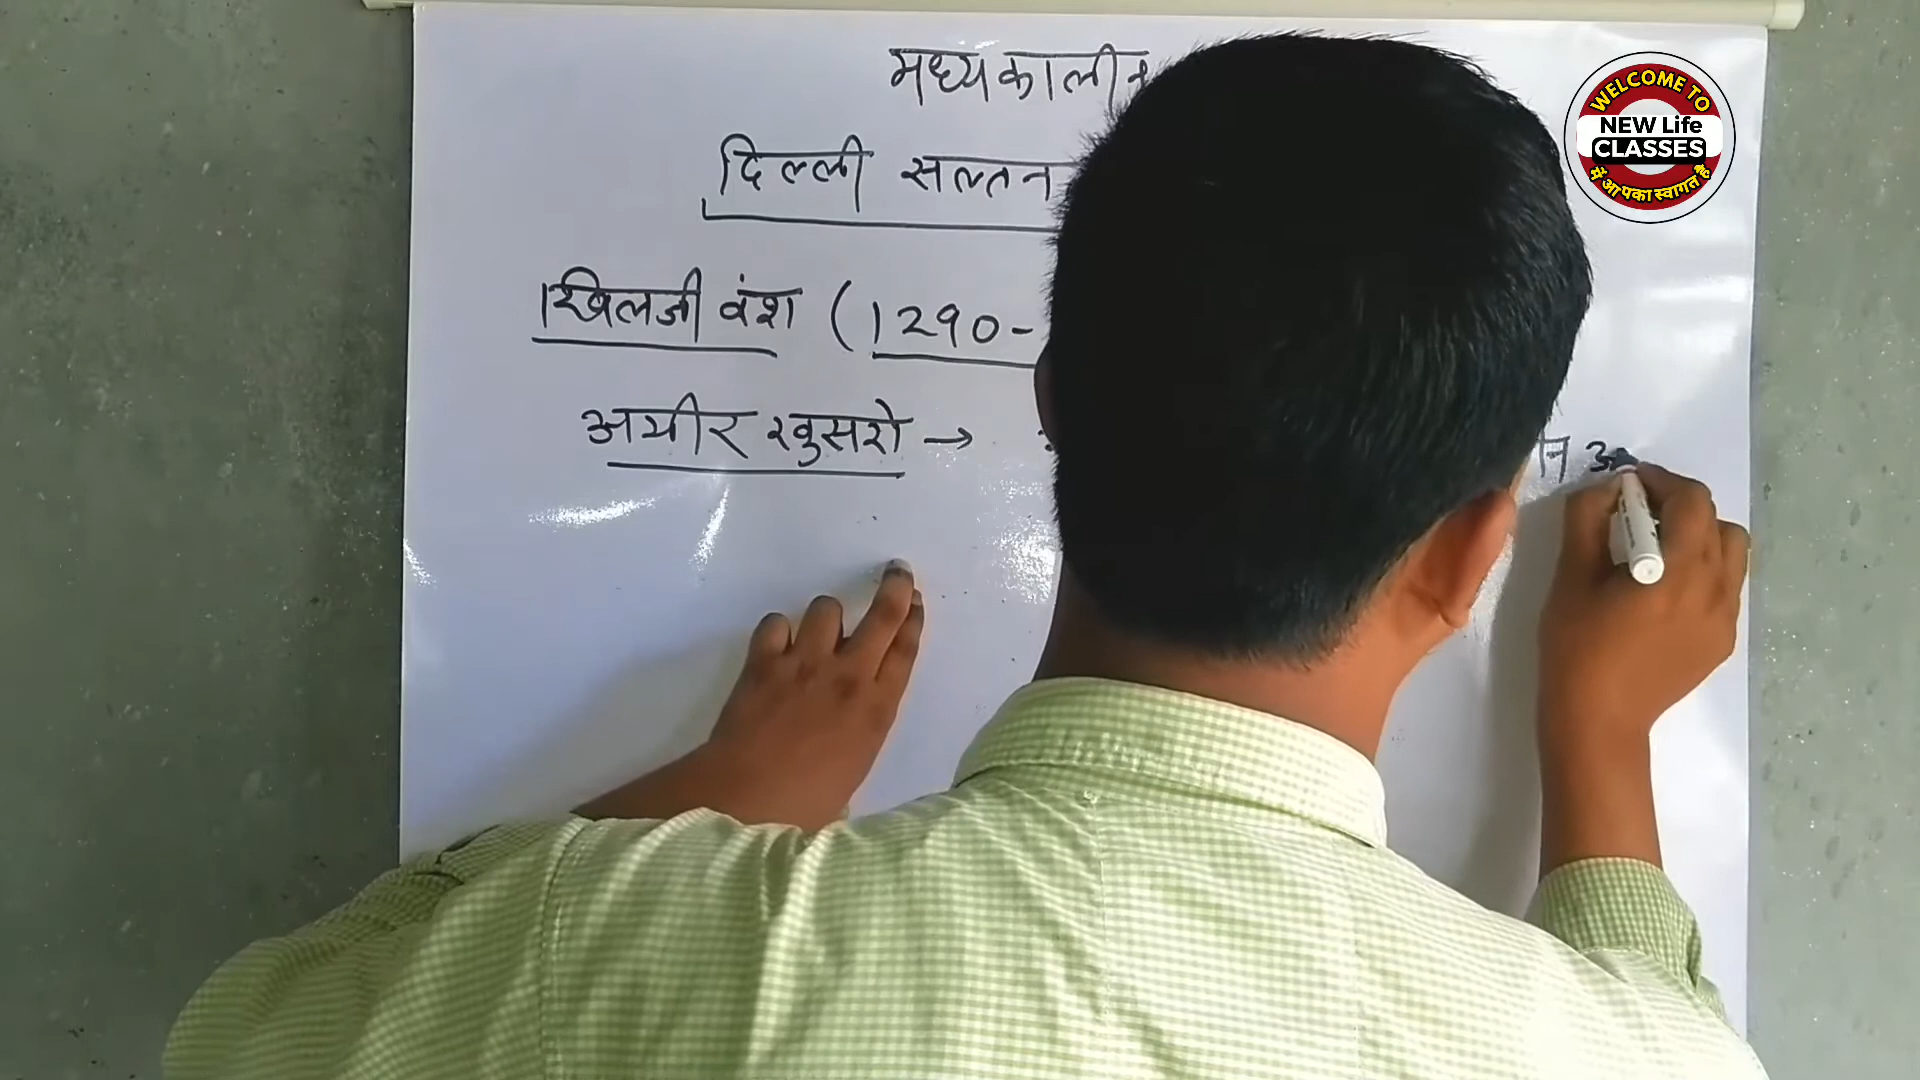 मध्यकालीन
दिल्ली सल्तन
खिलजी वंश (1290-
अमीर खुसरो →
WELCOME TO
NEW Life
CLASSES
में आपका स्वागत है